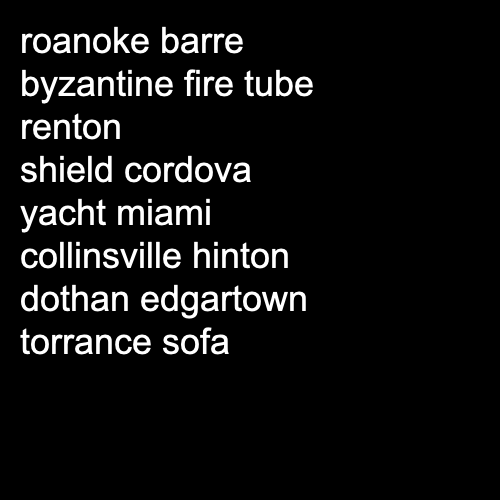 roanoke barre
byzantine fire tube
renton
shield cordova
yacht miami
collinsville hinton
dothan edgartown
torrance sofa